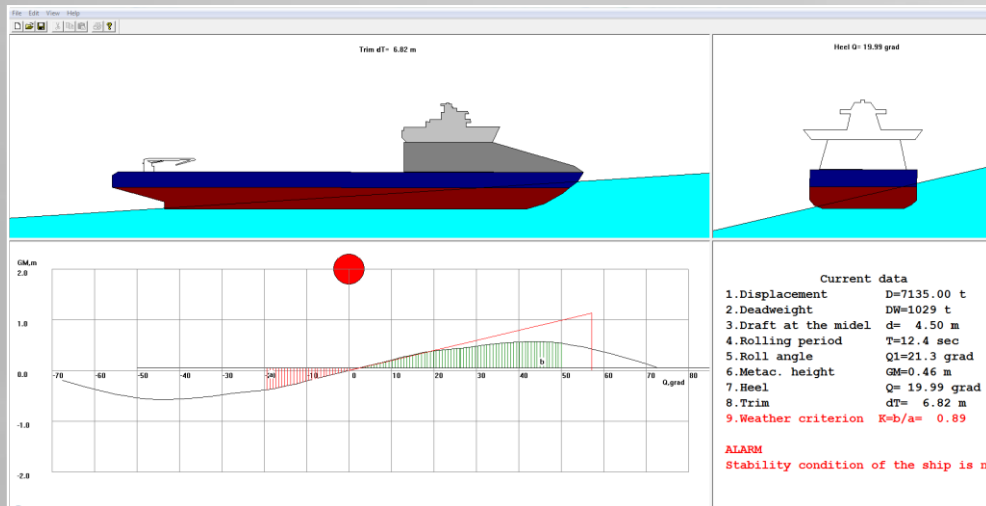 File Edit View Help
Trim dT= 6.82 m
Heel Q= 19.99 grad
GM,m
2.0
1.0
0.0
-1.0
-2.0
-70 -60 -50 -40 -30 -20 -10 0 10 20 30 40 50 60 70 80
Q,grad
b
Current data
1.Displacement D=7135.00 t
2.Deadweight DW=1029 t
3.Draft at the midel d= 4.50 m
4.Rolling period T=12.4 sec
5.Roll angle Q1=21.3 grad
6.Metac. height GM=0.46 m
7.Heel Q= 19.99 grad
8.Trim dT= 6.82 m
9.Weather criterion K=b/a= 0.89
ALARM
Stability condition of the ship is